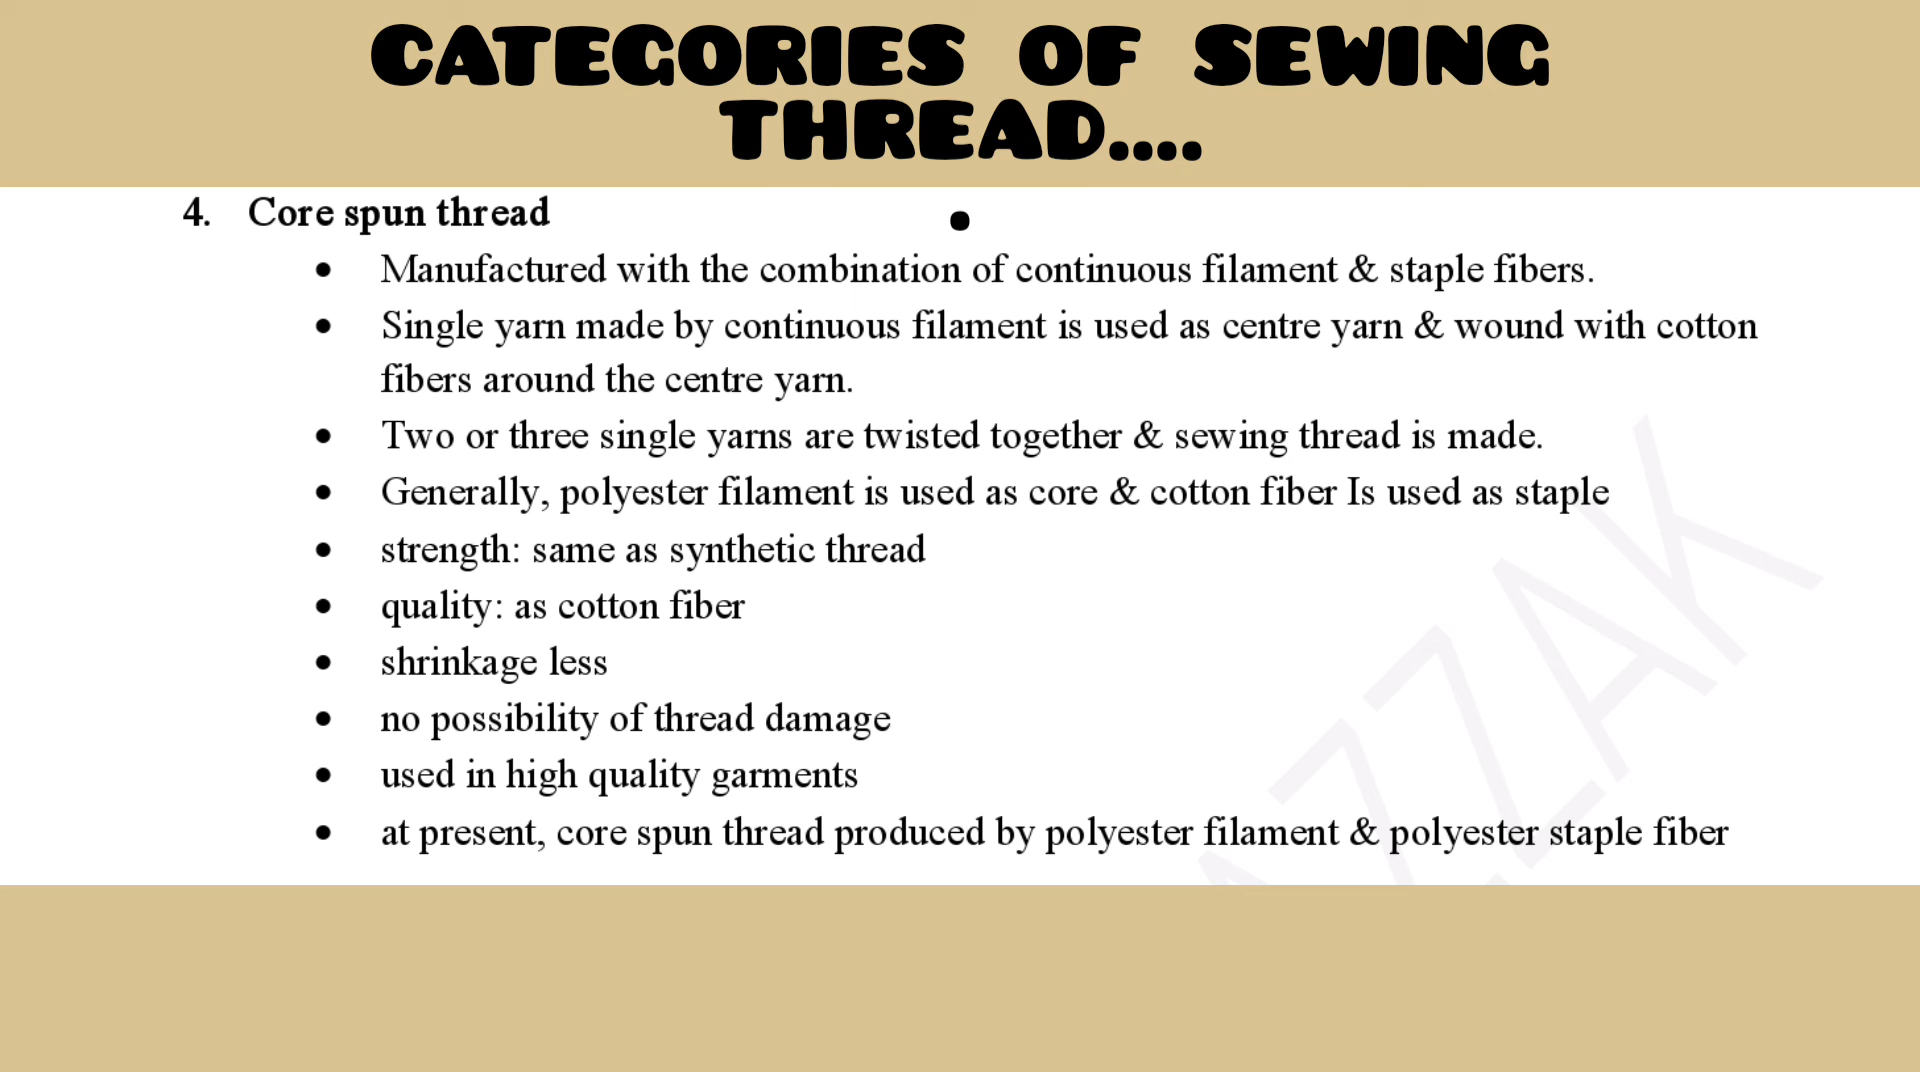 CATEGORIES OF SEWING
THREAD....
4. Core spun thread
• Manufactured with the combination of continuous filament & staple fibers.
• Single yarn made by continuous filament is used as centre yarn & wound with cotton
fibers around the centre yarn.
• Two or three single yarns are twisted together & sewing thread is made.
• Generally, polyester filament is used as core & cotton fiber Is used as staple
• strength: same as synthetic thread
• quality: as cotton fiber
• shrinkage less
• no possibility of thread damage
• used in high quality garments
• at present, core spun thread produced by polyester filament & polyester staple fiber